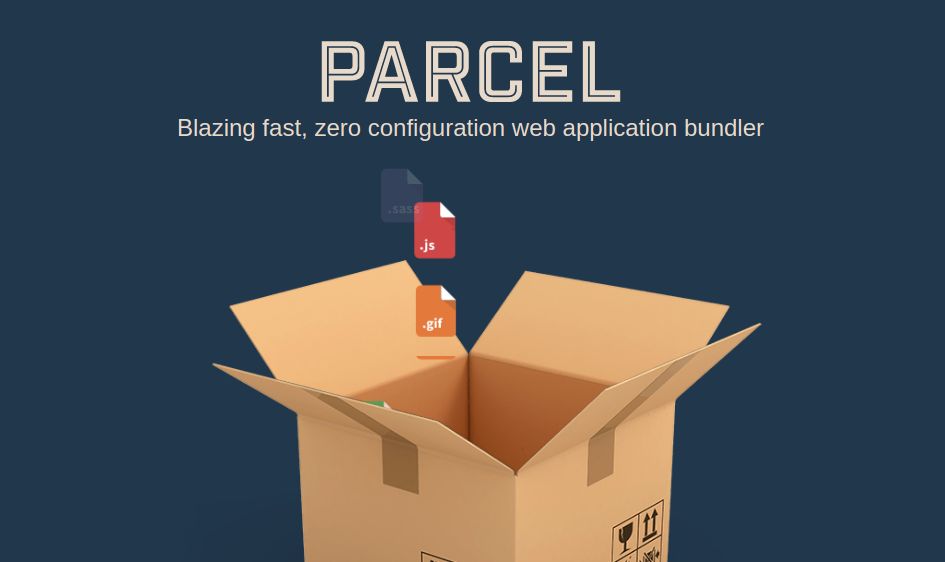 PARCEL
Blazing fast, zero configuration web application bundler
.sass
.js
.gif